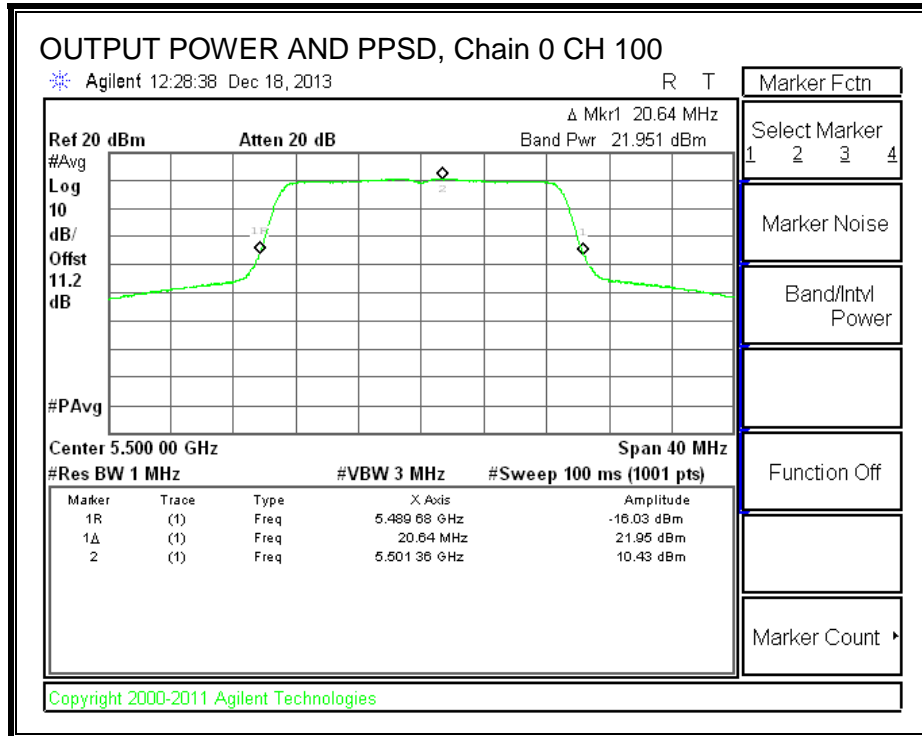 OUTPUT POWER AND PPSD, Chain 0 CH 100
Agilent 12:28:38 Dec 18, 2013 R T
Δ Mkr1 20.64 MHz
Ref 20 dBm Atten 20 dB Band Pwr 21.951 dBm
#Avg
Log
10
dB/
Offst
11.2
dB
1R
2
1
#PAvg
Center 5.500 00 GHz Span 40 MHz
#Res BW 1 MHz #VBW 3 MHz #Sweep 100 ms (1001 pts)
Marker Trace Type X Axis Amplitude
1R (1) Freq 5.489 68 GHz -16.03 dBm
1Δ (1) Freq 20.64 MHz 21.95 dBm
2 (1) Freq 5.501 36 GHz 10.43 dBm
Copyright 2000-2011 Agilent Technologies
Marker Fctn
Select Marker
1 2 3 4
Marker Noise
Band/Intvl
Power
Function Off
Marker Count